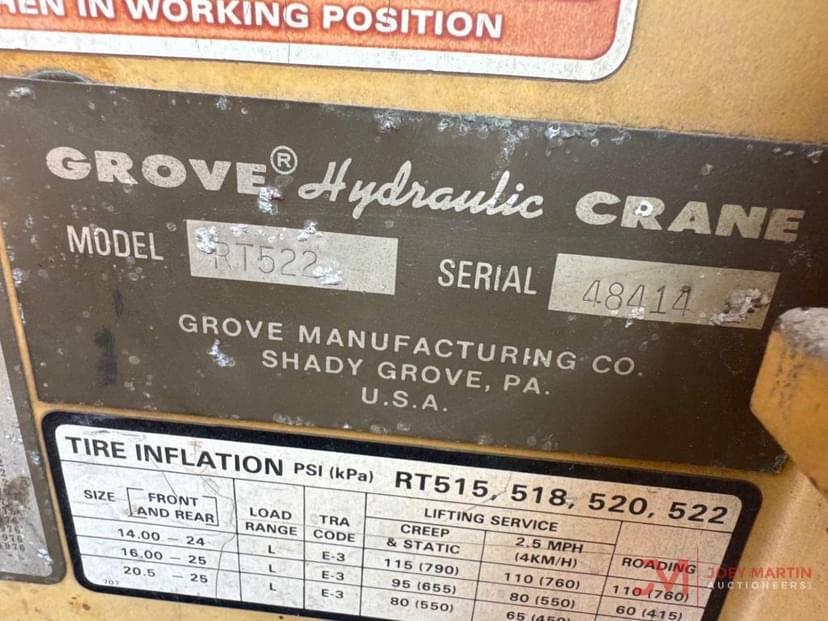 EN IN WORKING POSITION
GROVE® Hydraulic CRANE
MODEL RT522 SERIAL 48414
GROVE MANUFACTURING CO.
SHADY GROVE, PA.
U.S.A.
TIRE INFLATION PSI (kPa) RT515, 518, 520, 522
SIZE FRONT AND REAR LOAD RANGE TRA CODE LIFTING SERVICE
CREEP & STATIC 2.5 MPH (4KM/H) ROADING
14.00 – 24 L E-3 115 (790) 110 (760) 110 (760)
16.00 – 25 L E-3 95 (655) 80 (550) 60 (415)
20.5 – 25 L E-3 80 (550)
707
JM JOEY MARTIN
AUCTIONEERS